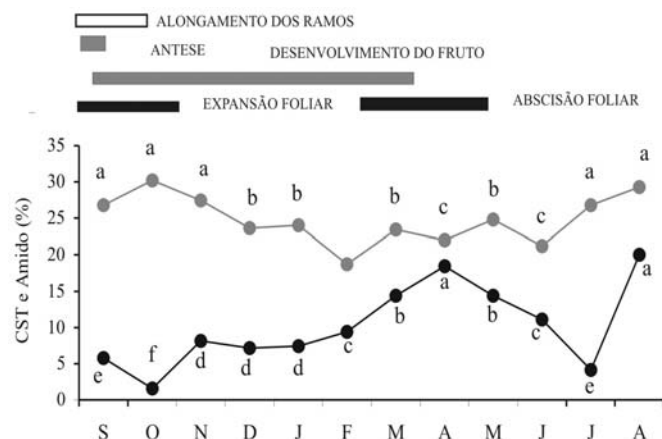 ALONGAMENTO DOS RAMOS
ANTESE DESENVOLVIMENTO DO FRUTO
EXPANSÃO FOLIAR ABSCISÃO FOLIAR
CST e Amido (%)
35
30
25
20
15
10
5
0
a a a b b b c b c a a
e f d d d c b a b c e a
S O N D J F M A M J J A